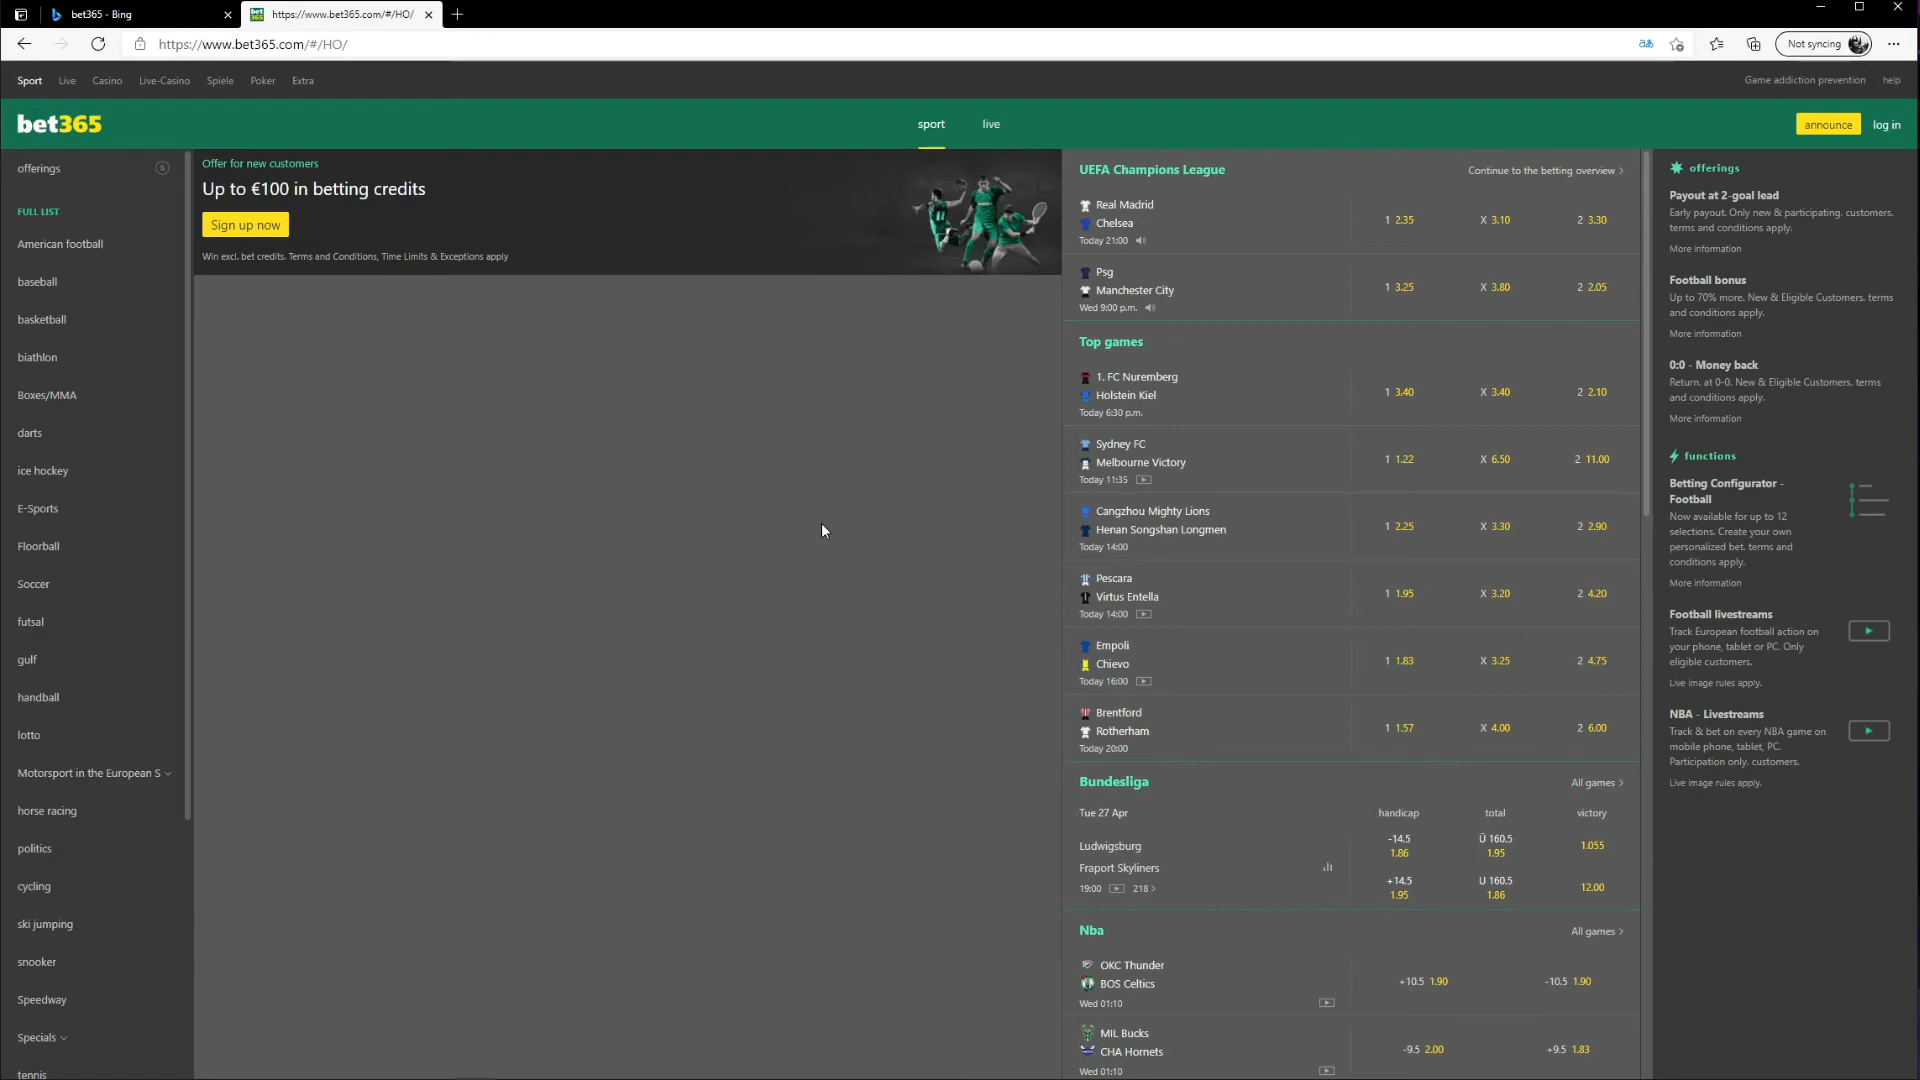 bet365 - Bing
https://www.bet365.com/#/HO/
https://www.bet365.com/#/HO/
Not syncing
Sport Live Casino Live-Casino Spiele Poker Extra
Game addiction prevention help
bet365
sport live
announce log in
offerings
FULL LIST
American football
baseball
basketball
biathlon
Boxes/MMA
darts
ice hockey
E-Sports
Floorball
Soccer
futsal
gulf
handball
lotto
Motorsport in the European S
horse racing
politics
cycling
ski jumping
snooker
Speedway
Specials
tennis
Offer for new customers
Up to €100 in betting credits
Sign up now
Win excl. bet credits. Terms and Conditions, Time Limits & Exceptions apply
UEFA Champions League Continue to the betting overview >
Real Madrid
Chelsea
Today 21:00
1 2.35 X 3.10 2 3.30
Psg
Manchester City
Wed 9:00 p.m.
1 3.25 X 3.80 2 2.05
Top games
1. FC Nuremberg
Holstein Kiel
Today 6:30 p.m.
1 3.40 X 3.40 2 2.10
Sydney FC
Melbourne Victory
Today 11:35
1 1.22 X 6.50 2 11.00
Cangzhou Mighty Lions
Henan Songshan Longmen
Today 14:00
1 2.25 X 3.30 2 2.90
Pescara
Virtus Entella
Today 14:00
1 1.95 X 3.20 2 4.20
Empoli
Chievo
Today 16:00
1 1.83 X 3.25 2 4.75
Brentford
Rotherham
Today 20:00
1 1.57 X 4.00 2 6.00
Bundesliga All games >
Tue 27 Apr handicap total victory
Ludwigsburg
Fraport Skyliners
19:00 218 >
-14.5 Ü 160.5
1.86 1.95 1.055
+14.5 U 160.5
1.95 1.86 12.00
Nba All games >
OKC Thunder
BOS Celtics
Wed 01:10
+10.5 1.90 -10.5 1.90
MIL Bucks
CHA Hornets
Wed 01:10
-9.5 2.00 +9.5 1.83
offerings
Payout at 2-goal lead
Early payout. Only new & participating. customers.
terms and conditions apply.
More information
Football bonus
Up to 70% more. New & Eligible Customers. terms
and conditions apply.
More information
0:0 - Money back
Return. at 0-0. New & Eligible Customers. terms
and conditions apply.
More information
functions
Betting Configurator -
Football
Now available for up to 12
selections. Create your own
personalized bet. terms and
conditions apply.
More information
Football livestreams
Track European football action on
your phone, tablet or PC. Only
eligible customers.
Live image rules apply.
NBA - Livestreams
Track & bet on every NBA game on
mobile phone, tablet, PC.
Participation only. customers.
Live image rules apply.